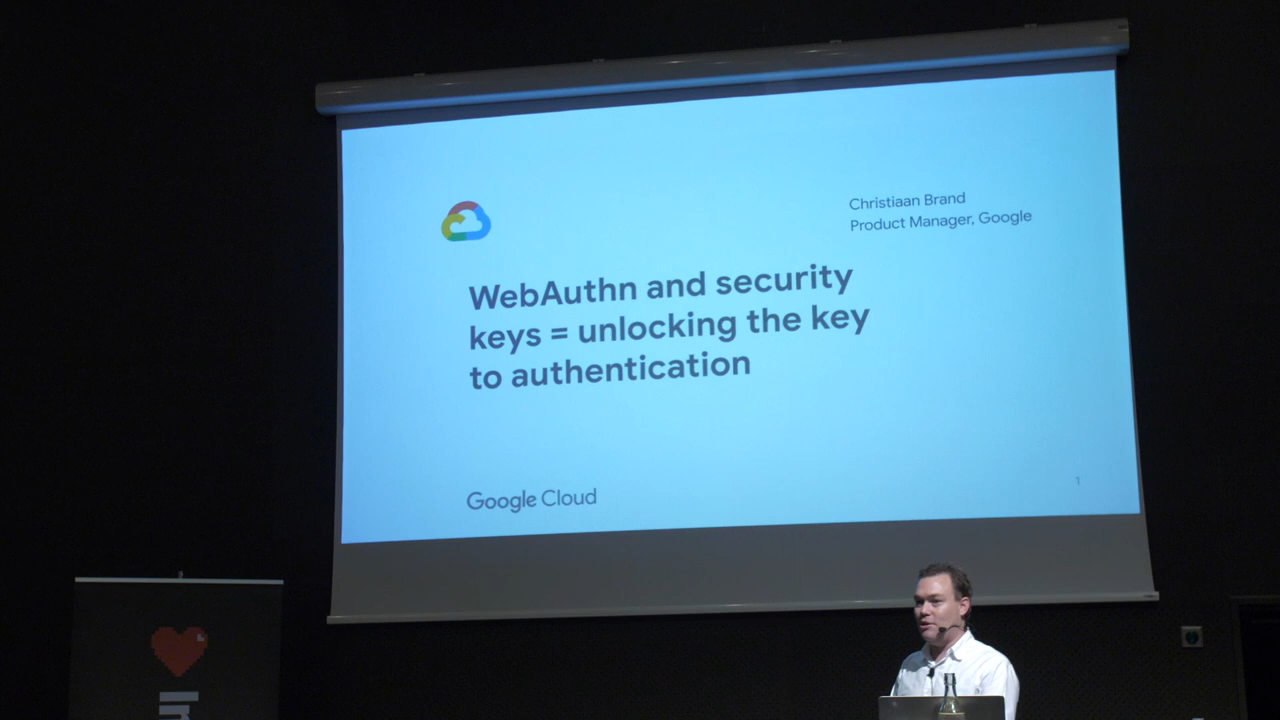 Christiaan Brand
Product Manager, Google
WebAuthn and security
keys = unlocking the key
to authentication
Google Cloud
1